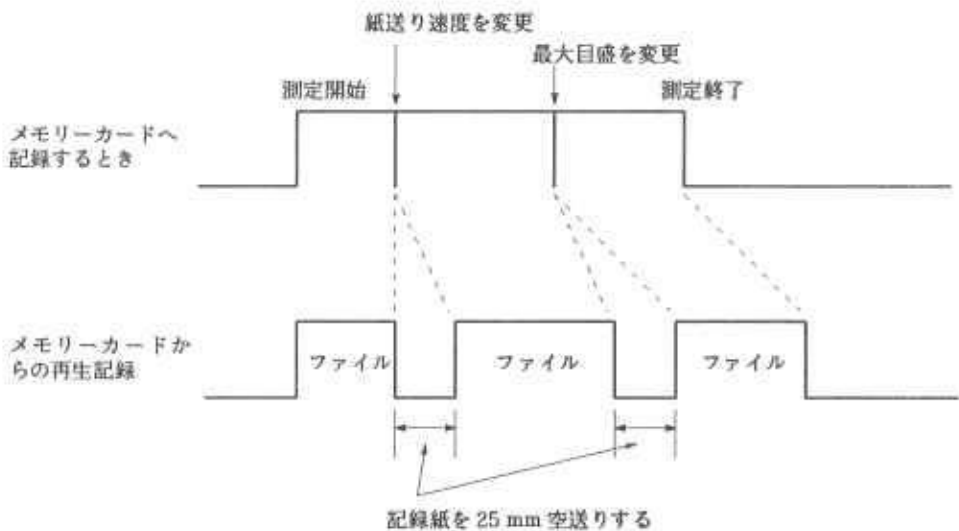 紙送り速度を変更
最大目盛を変更
測定開始
測定終了
メモリーカードへ
記録するとき
メモリーカードか
らの再生記録
ファイル
ファイル
ファイル
記録紙を 25 mm 空送りする